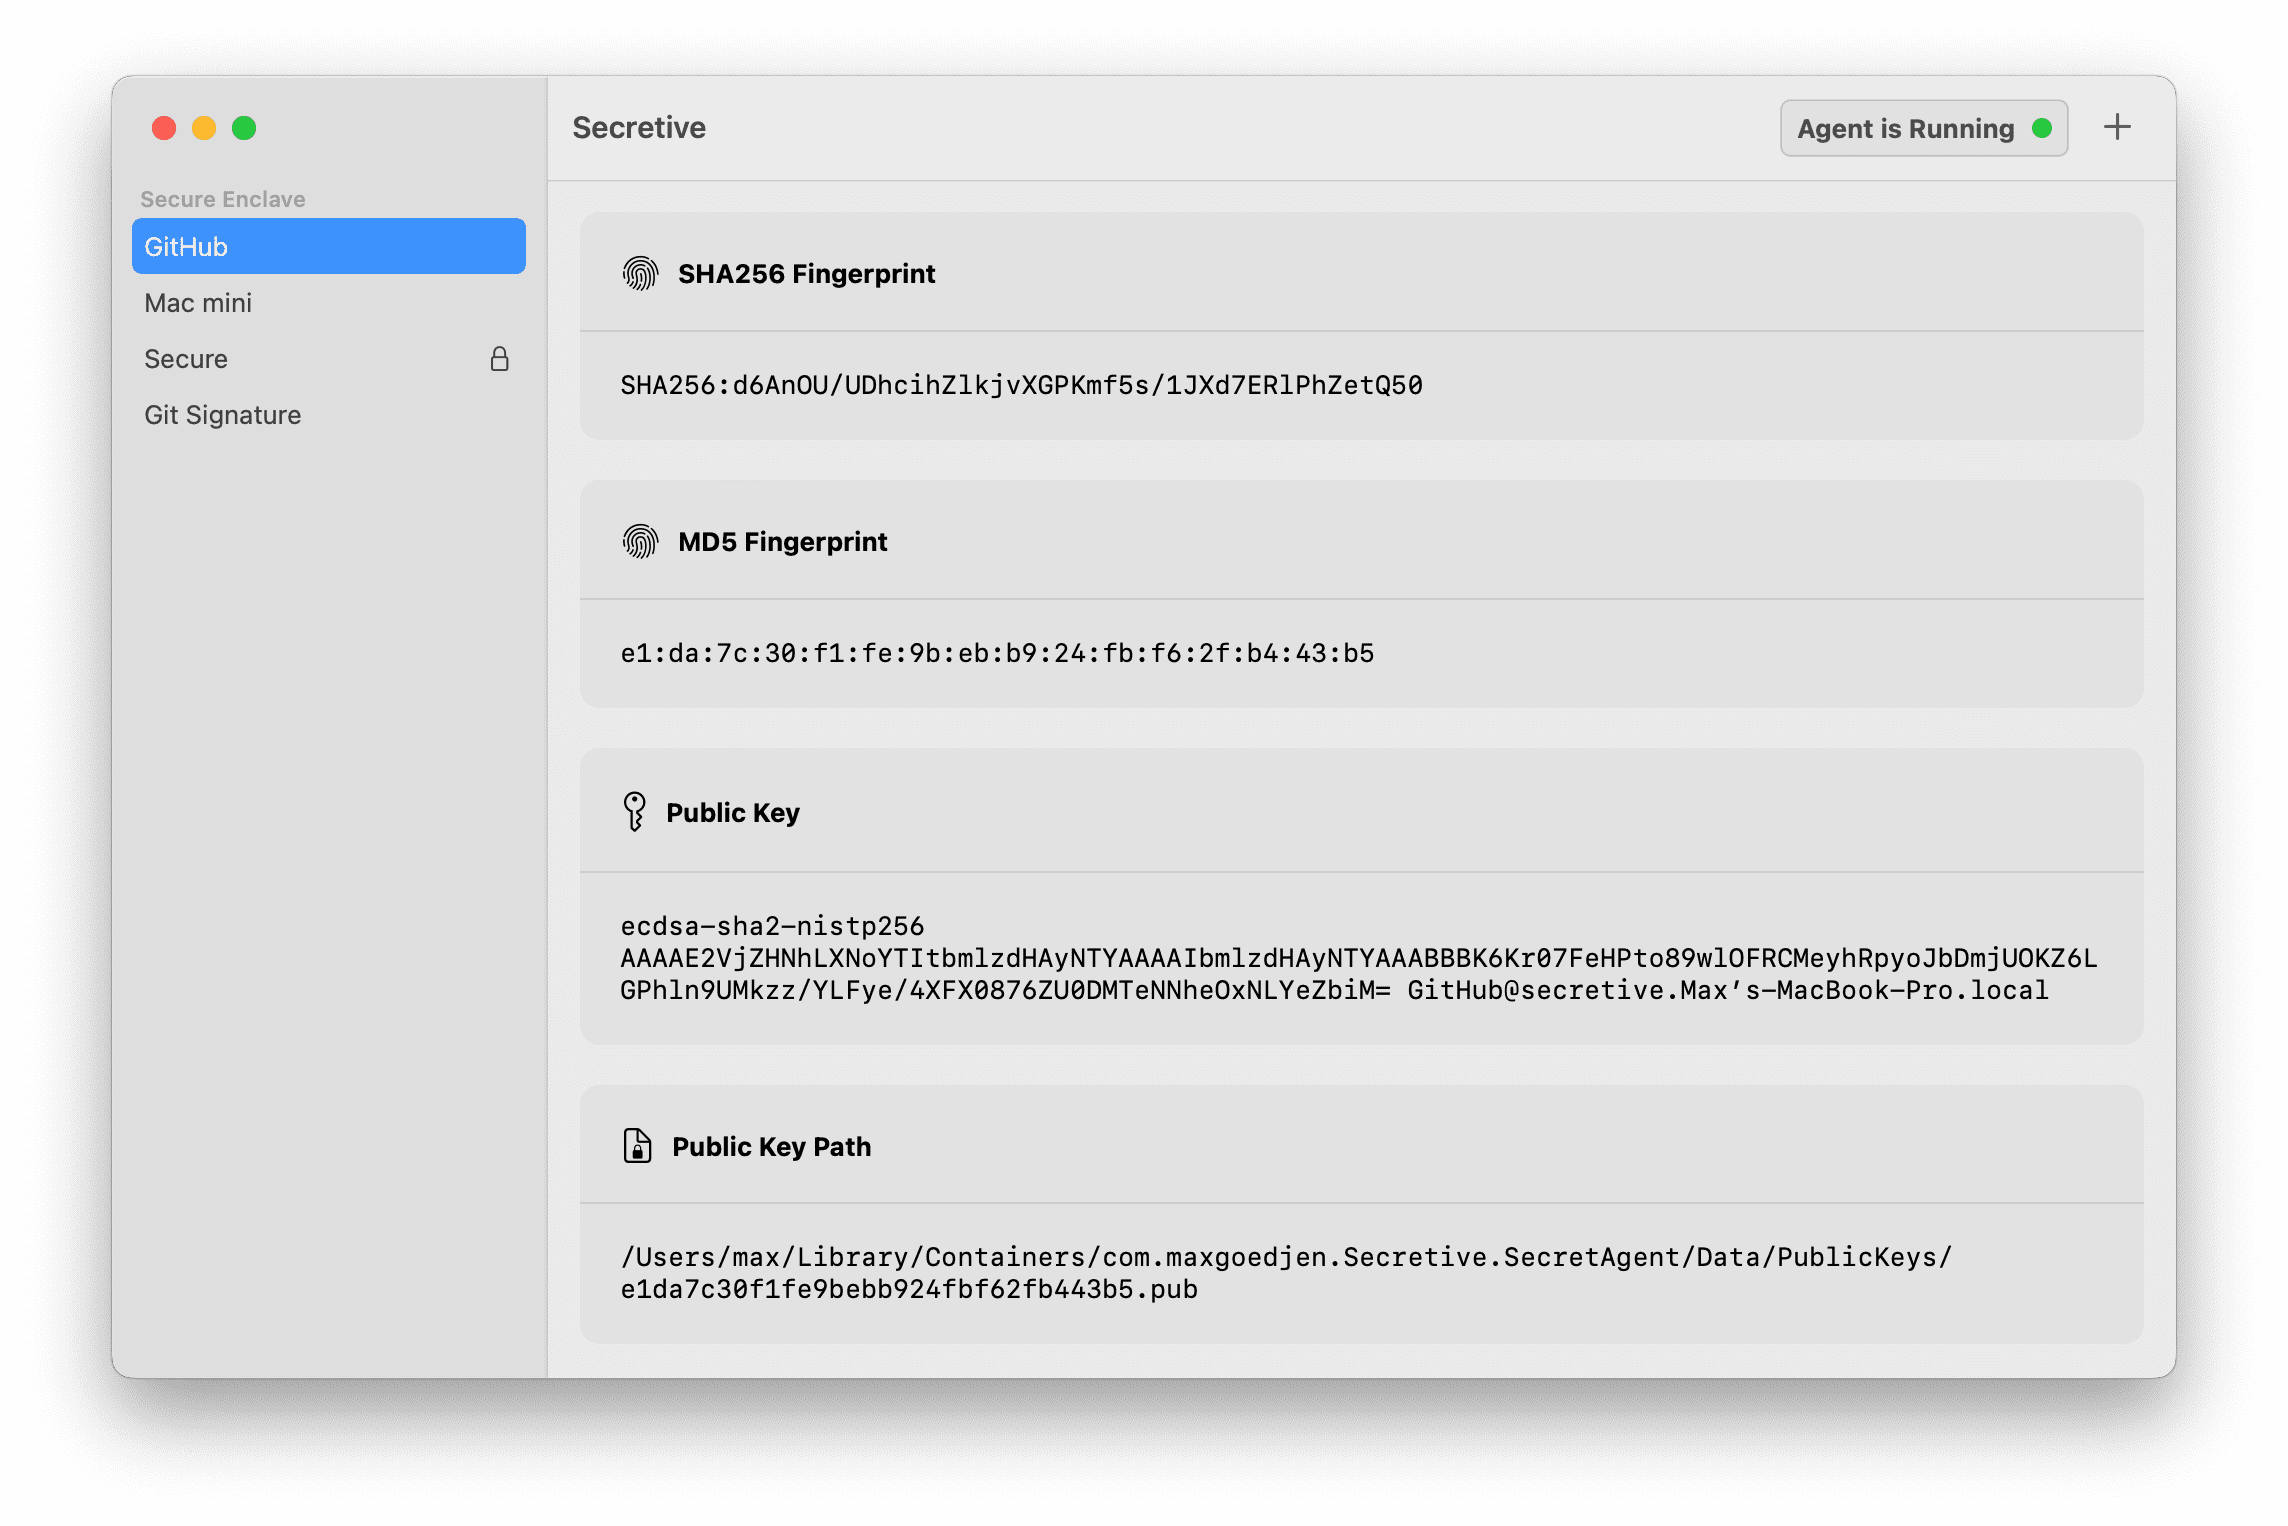 Secretive
Agent is Running
Secure Enclave
GitHub
Mac mini
Secure
Git Signature
SHA256 Fingerprint
SHA256:d6AnOU/UDhcihZlkjvXGPKmf5s/1JXd7ERlPhZetQ50
MD5 Fingerprint
e1:da:7c:30:f1:fe:9b:eb:b9:24:fb:f6:2f:b4:43:b5
Public Key
ecdsa-sha2-nistp256
AAAAE2VjZHNhLXNoYTItbmlzdHAyNTYAAAAIbmlzdHAyNTYAAABBBK6Kr07FeHPto89wlOFRCMeyhRpyoJbDmjUOKZ6L
GPhln9UMkzz/YLFye/4XFX0876ZU0DMTeNNheOxNLYeZbiM= GitHub@secretive.Max’s-MacBook-Pro.local
Public Key Path
/Users/max/Library/Containers/com.maxgoedjen.Secretive.SecretAgent/Data/PublicKeys/
e1da7c30f1fe9bebb924fbf62fb443b5.pub